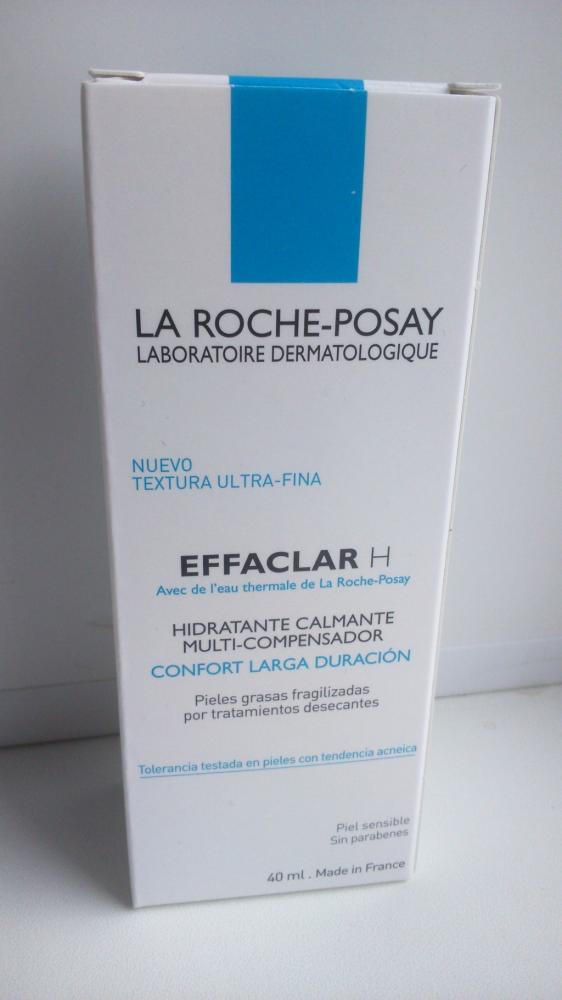 LA ROCHE-POSAY
LABORATOIRE DERMATOLOGIQUE
NUEVO
TEXTURA ULTRA-FINA
EFFACLAR H
Avec de l'eau thermale de La Roche-Posay
HIDRATANTE CALMANTE
MULTI-COMPENSADOR
CONFORT LARGA DURACIÓN
Pieles grasas fragilizadas
por tratamientos desecantes
Tolerancia testada en pieles con tendencia acneica
Piel sensible
Sin parabenes
40 ml . Made in France